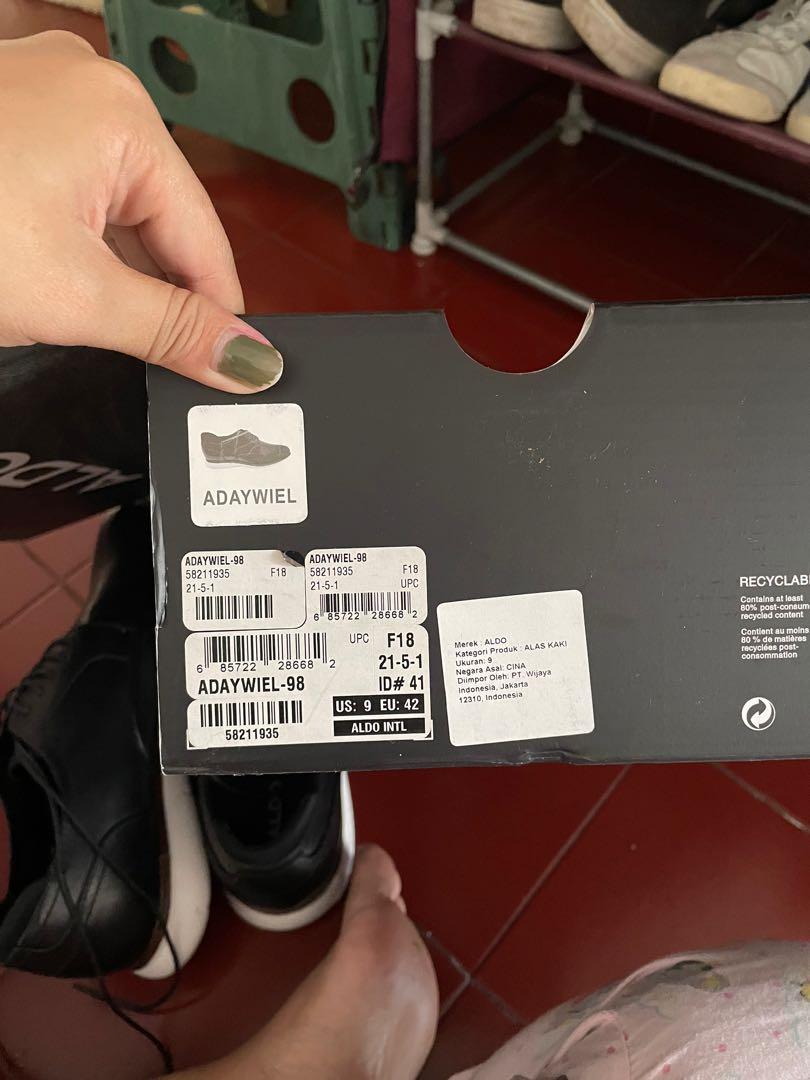 ALDO
ADAYWIEL
ADAYWIEL-98
58211935 F18
21-5-1
ADAYWIEL-98
58211935 F18
21-5-1 UPC
6 85722 28668 2
UPC F18
6 85722 28668 2
21-5-1
ADAYWIEL-98 ID# 41
US: 9 EU: 42
58211935
ALDO INTL
Merek : ALDO
Kategori Produk : ALAS KAKI
Ukuran: 9
Negara Asal: CINA
Diimpor Oleh: PT. Wijaya
Indonesia, Jakarta
12310, Indonesia
RECYCLABL
Contains at least
80% post-consum
recycled content
Contient au moins
80 % de matières
recyclées post-
consommation